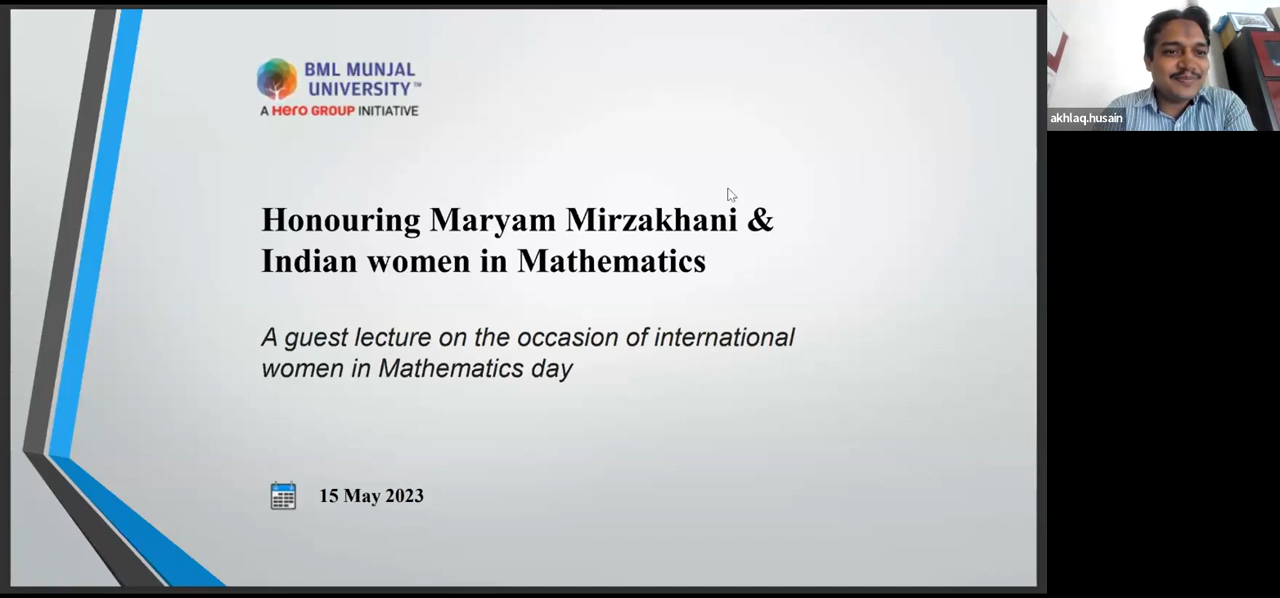 BML MUNJAL
UNIVERSITY™
A Hero GROUP INITIATIVE
akhlaq.husain
Honouring Maryam Mirzakhani &
Indian women in Mathematics
A guest lecture on the occasion of international
women in Mathematics day
15 May 2023